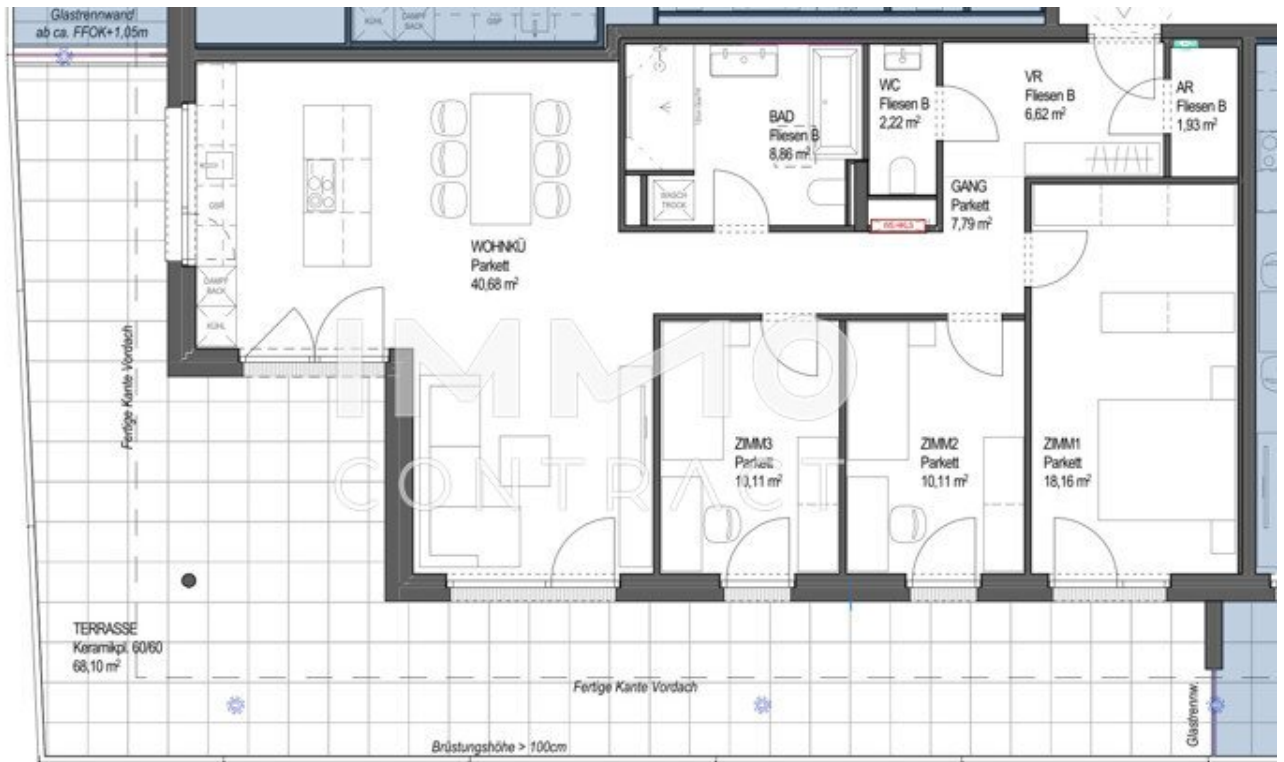 Glastrennwand
ab ca. FFOK+1,05m
KÜHL
DAMPF
BACK
GSP
WC
Fliesen B
2,22 m²
VR
Fliesen B
6,62 m²
AR
Fliesen B
1,93 m²
BAD
Fliesen B
8,86 m²
WASCH
TROCK
GANG
Parkett
7,79 m²
WOHNKÜ
Parkett
40,68 m²
DAMPF
BACK
KÜHL
IMMO
CONTRACT
Fertige Kante Vordach
ZIMM3
Parkett
10,11 m²
ZIMM2
Parkett
10,11 m²
ZIMM1
Parkett
18,16 m²
TERRASSE
Keramikpl. 60/60
68,10 m²
Fertige Kante Vordach
Glastrennw.
Brüstungshöhe > 100cm